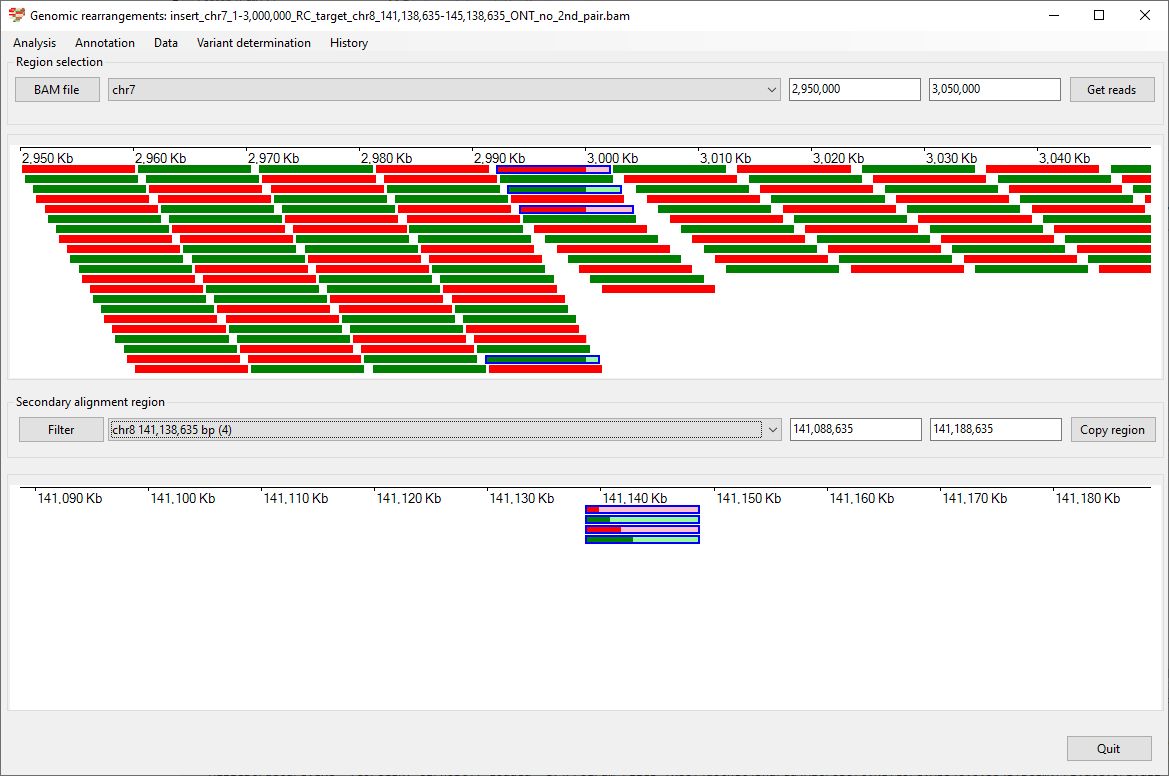 Genomic rearrangements: insert_chr7_1-3,000,000_RC_target_chr8_141,138,635-145,138,635_ONT_no_2nd_pair.bam
Analysis Annotation Data Variant determination History
Region selection
BAM file chr7 2,950,000 3,050,000 Get reads
2,950 Kb 2,960 Kb 2,970 Kb 2,980 Kb 2,990 Kb 3,000 Kb 3,010 Kb 3,020 Kb 3,030 Kb 3,040 Kb
Secondary alignment region
Filter chr8 141,138,635 bp (4) 141,088,635 141,188,635 Copy region
141,090 Kb 141,100 Kb 141,110 Kb 141,120 Kb 141,130 Kb 141,140 Kb 141,150 Kb 141,160 Kb 141,170 Kb 141,180 Kb
Quit